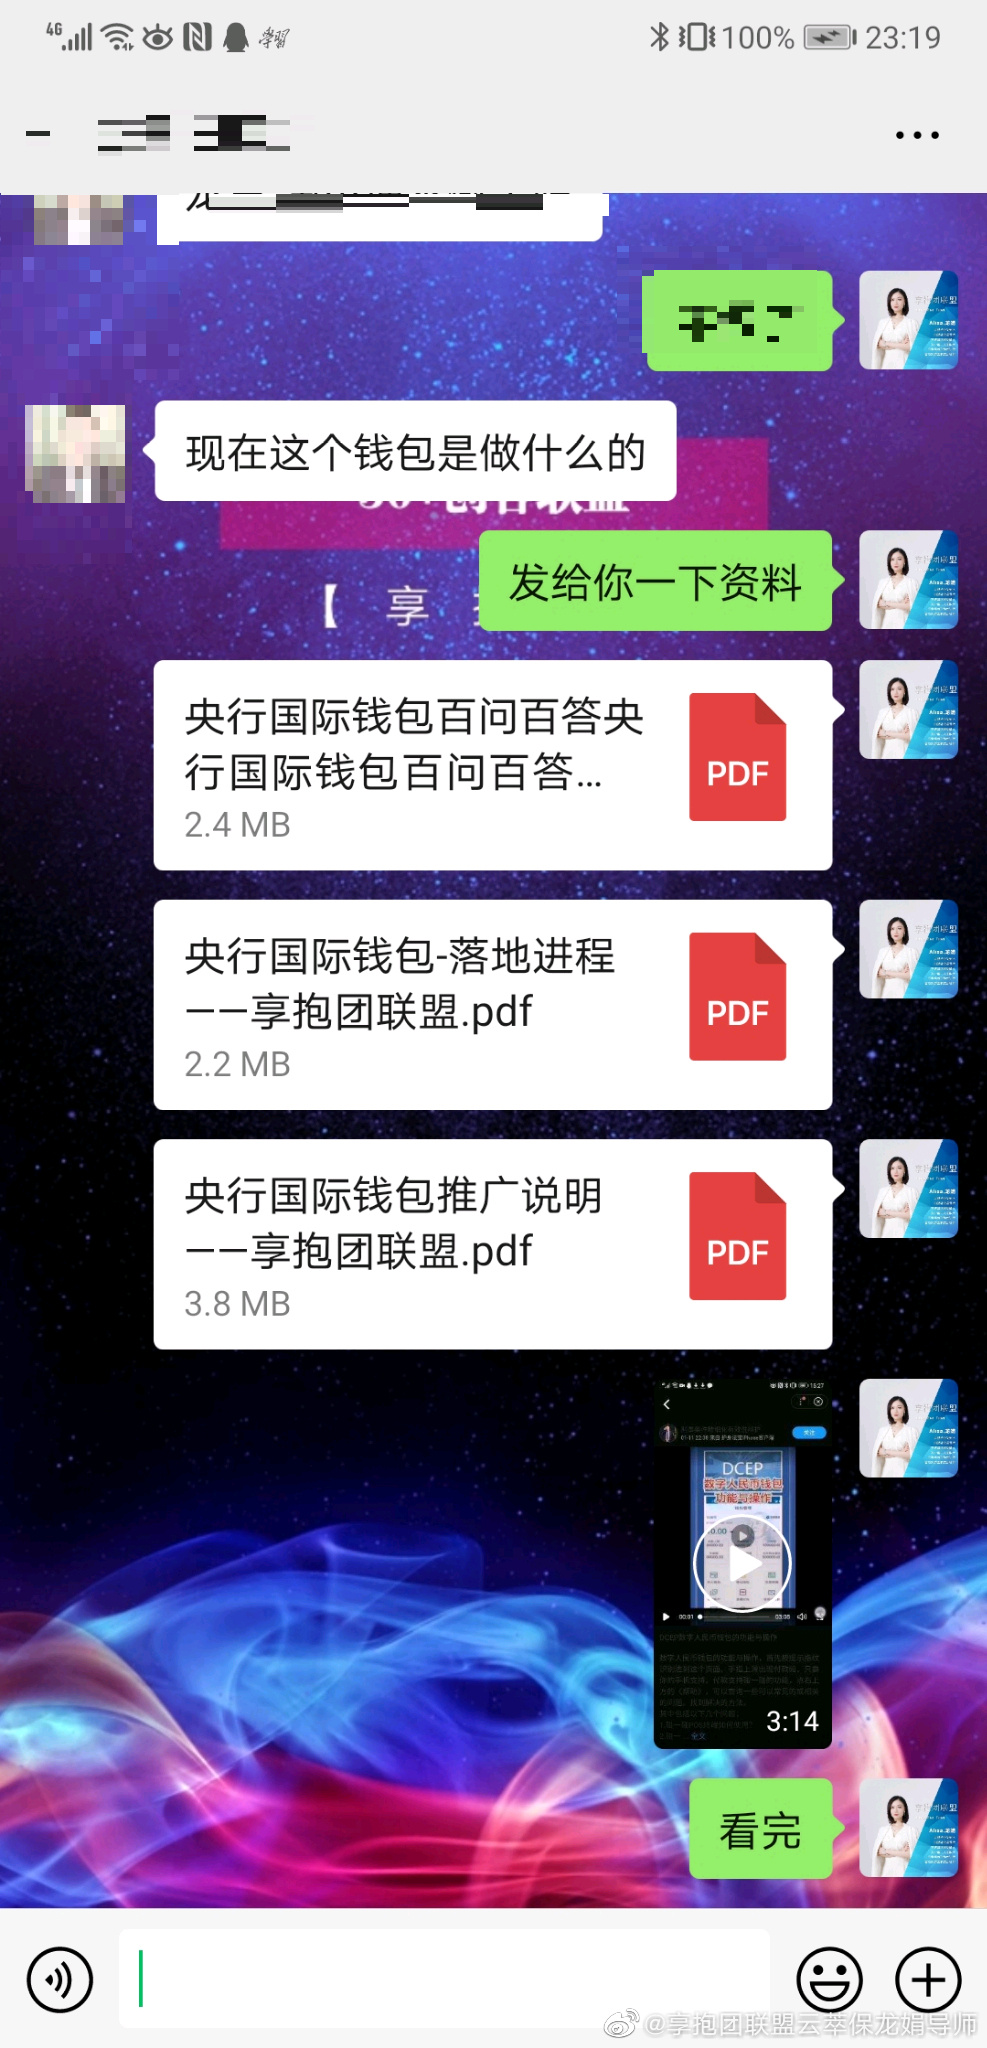 4G
100%
23:19
现在这个钱包是做什么的
【 享
发给你一下资料
央行国际钱包百问百答央
行国际钱包百问百答...
PDF
2.4 MB
央行国际钱包-落地进程
——享抱团联盟.pdf
PDF
2.2 MB
央行国际钱包推广说明
——享抱团联盟.pdf
PDF
3.8 MB
15:27
DCEP
数字人民币钱包
功能与操作
3:14
看完
@享抱团联盟云萃保龙娟导师